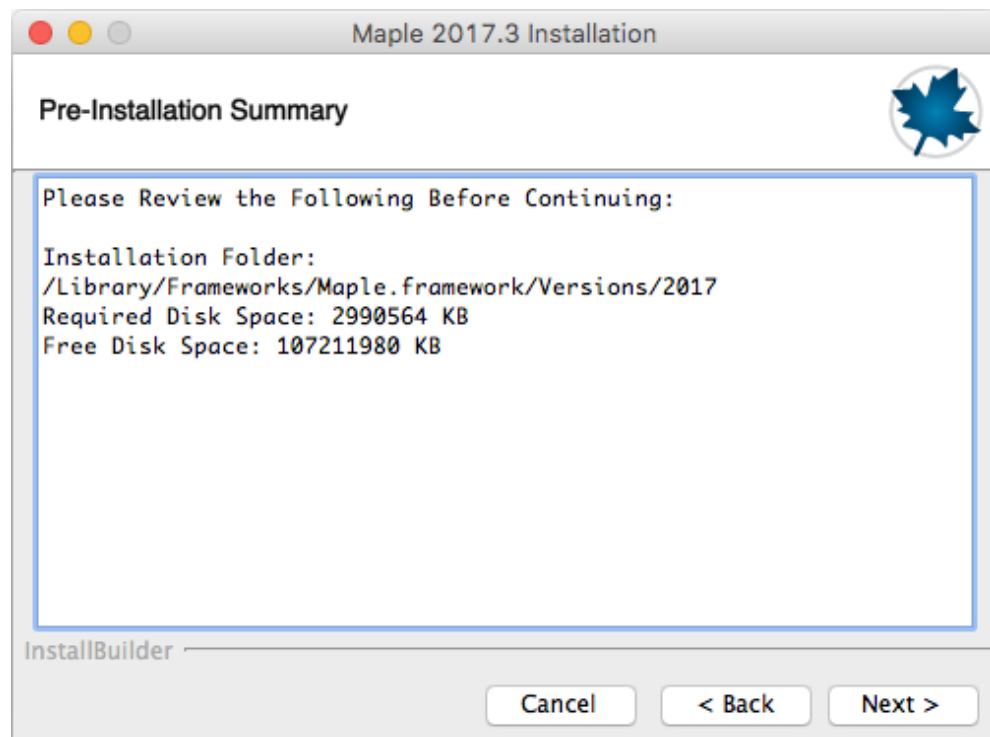 Maple 2017.3 Installation
Pre-Installation Summary
Please Review the Following Before Continuing:
Installation Folder:
/Library/Frameworks/Maple.framework/Versions/2017
Required Disk Space: 2990564 KB
Free Disk Space: 107211980 KB
InstallBuilder
Cancel
< Back
Next >